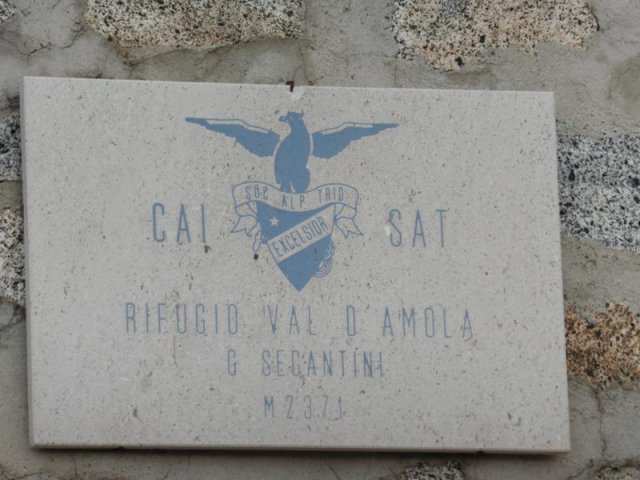 SOC ALP TRID
CAI SAT
EXCELSIOR
RIFUGIO VAL D'AMOLA
G SEGANTINI
M 2371